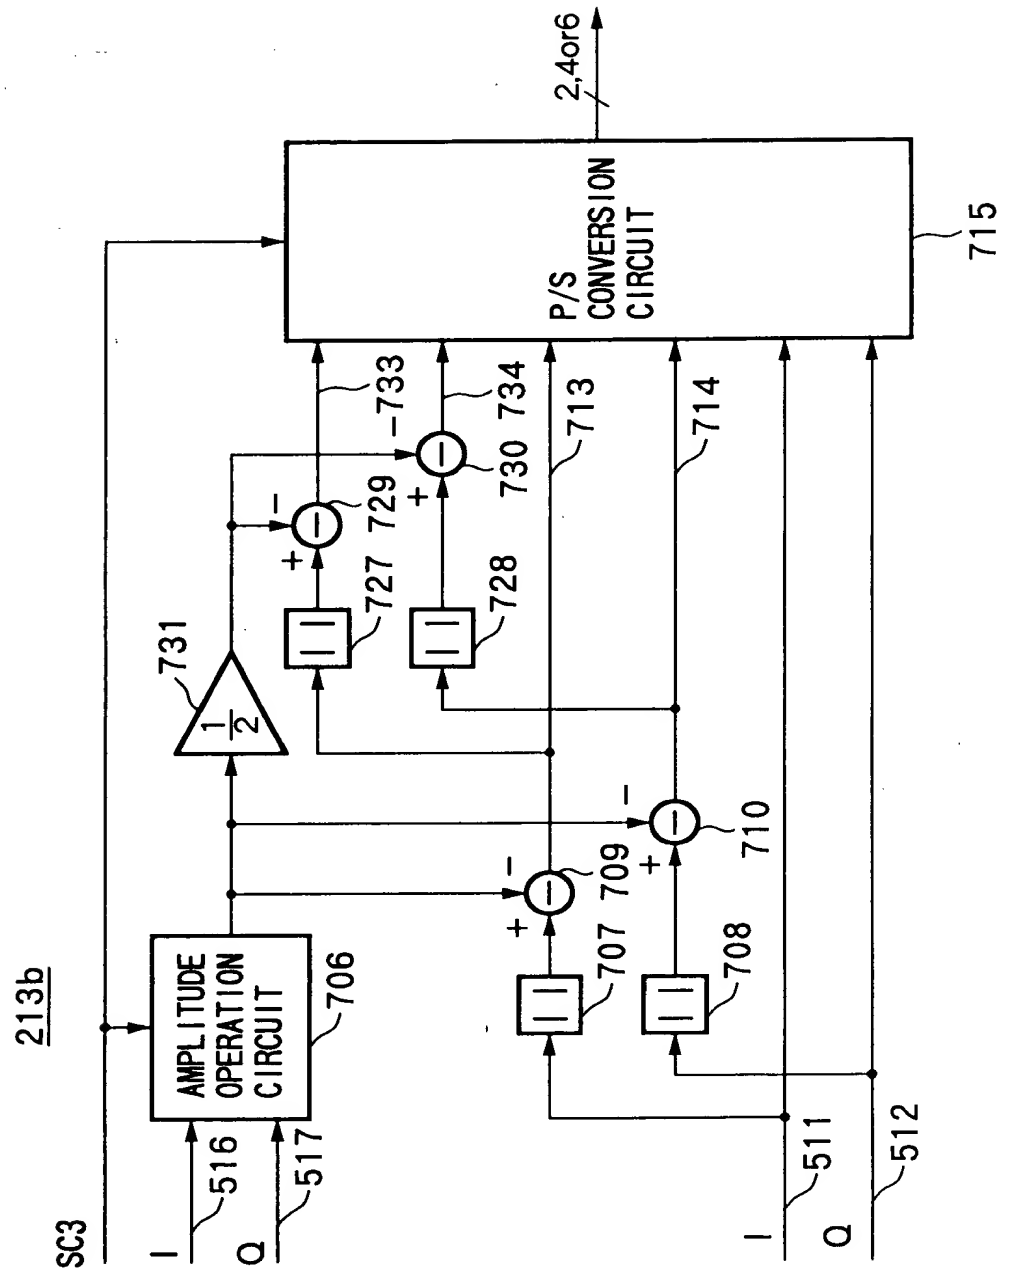 213b
SC3
I
516
Q
517
AMPLITUDE
OPERATION
CIRCUIT
706
1
2
731
+
-
729
727
-
+
730
728
733
734
713
714
+
-
709
707
+
-
710
708
I
511
Q
512
P/S
CONVERSION
CIRCUIT
715
2,4or6